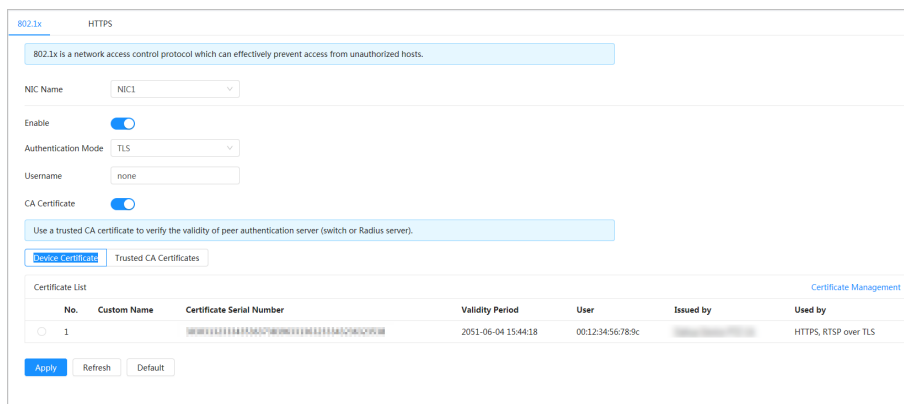 802.1x HTTPS
802.1x is a network access control protocol which can effectively prevent access from unauthorized hosts.
NIC Name NIC1
Enable
Authentication Mode TLS
Username none
CA Certificate
Use a trusted CA certificate to verify the validity of peer authentication server (switch or Radius server).
Device Certificate Trusted CA Certificates
Certificate List Certificate Management
No. Custom Name Certificate Serial Number Validity Period User Issued by Used by
1 2051-06-04 15:44:18 00:12:34:56:78:9c HTTPS, RTSP over TLS
Apply Refresh Default